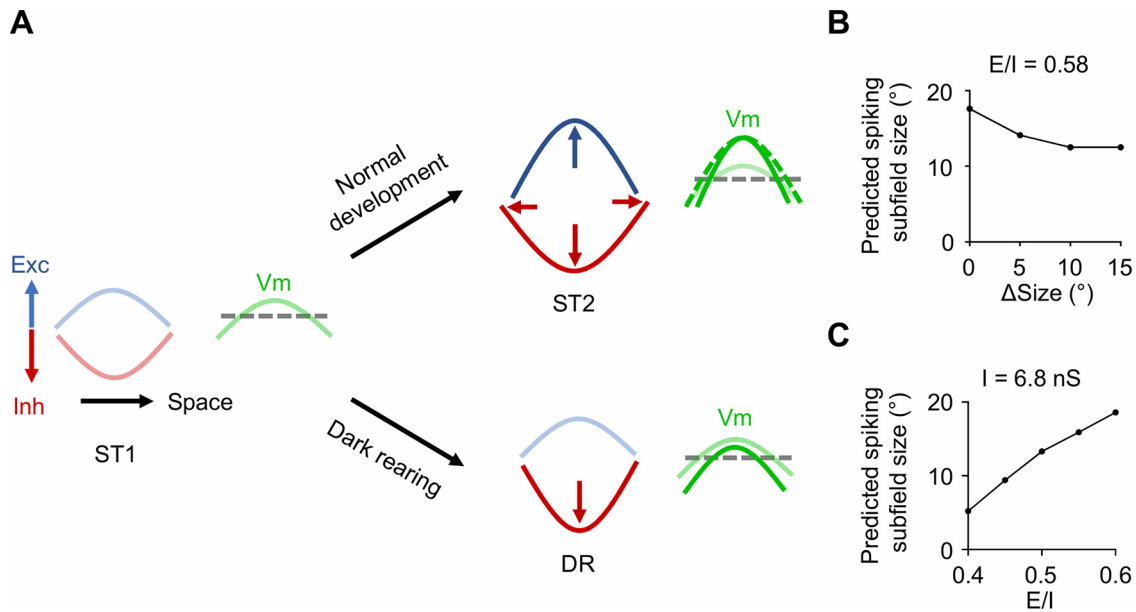 A
Exc
Inh
Space
ST1
Vm
Normal
development
ST2
Vm
Dark rearing
DR
Vm
B
E/I = 0.58
Predicted spiking
subfield size (°)
20
10
0
0 5 10 15
ΔSize (°)
C
I = 6.8 nS
Predicted spiking
subfield size (°)
20
10
0
0.4 0.5 0.6
E/I